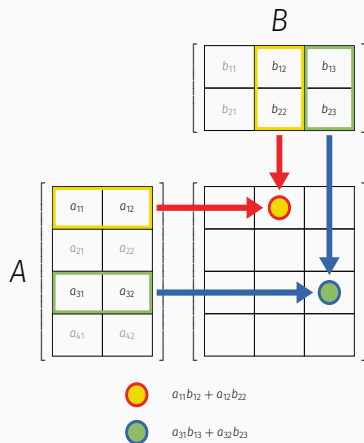 B
b₁₁ b₁₂ b₁₃
b₂₁ b₂₂ b₂₃
A
a₁₁ a₁₂
a₂₁ a₂₂
a₃₁ a₃₂
a₄₁ a₄₂
a₁₁b₁₂ + a₁₂b₂₂
a₃₁b₁₃ + a₃₂b₂₃